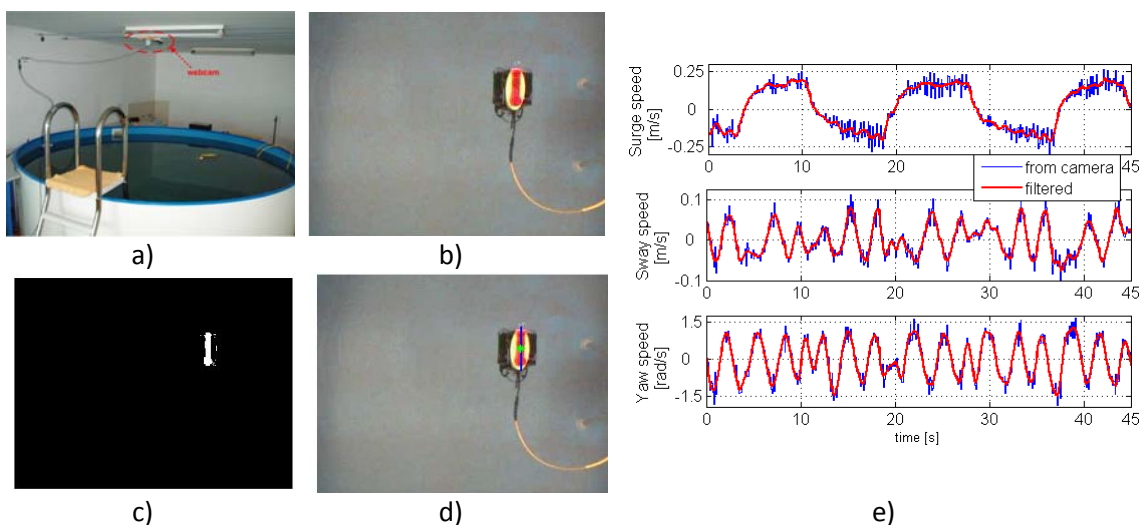 webcam
a)
b)
c)
d)
Surge speed
[m/s]
0.25
0
-0.25
0 10 20 30 40 45
from camera
filtered
Sway speed
[m/s]
0.1
0
-0.1
0 10 20 30 40 45
Yaw speed
[rad/s]
1.5
0
-1.5
0 10 20 30 40 45
time [s]
e)